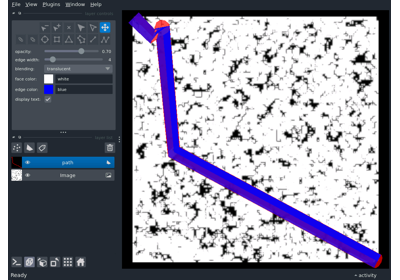 File View Plugins Window Help
opacity: 0.70
edge width: 4
blending: translucent
face color: white
edge color: blue
display text: ✓
path
Image
Ready
activity